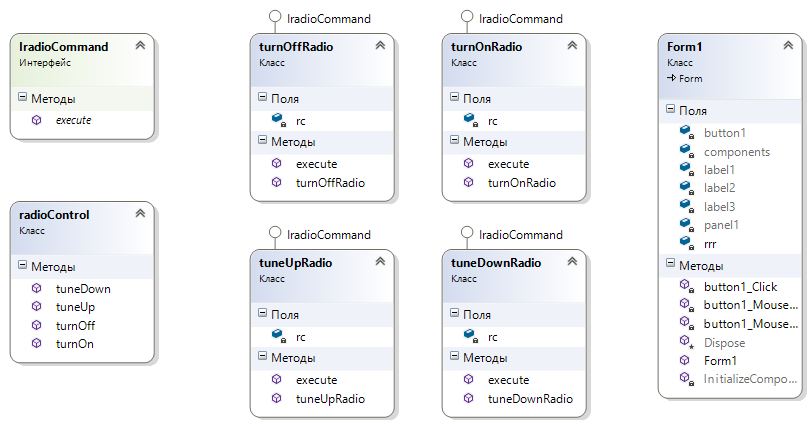 IradioCommand
Интерфейс
Методы
execute
radioControl
Класс
Методы
tuneDown
tuneUp
turnOff
turnOn
IradioCommand
turnOffRadio
Класс
Поля
rc
Методы
execute
turnOffRadio
IradioCommand
turnOnRadio
Класс
Поля
rc
Методы
execute
turnOnRadio
IradioCommand
tuneUpRadio
Класс
Поля
rc
Методы
execute
tuneUpRadio
IradioCommand
tuneDownRadio
Класс
Поля
rc
Методы
execute
tuneDownRadio
Form1
Класс
Form
Поля
button1
components
label1
label2
label3
panel1
rrr
Методы
button1_Click
button1_Mouse...
button1_Mouse...
Dispose
Form1
InitializeCompo...